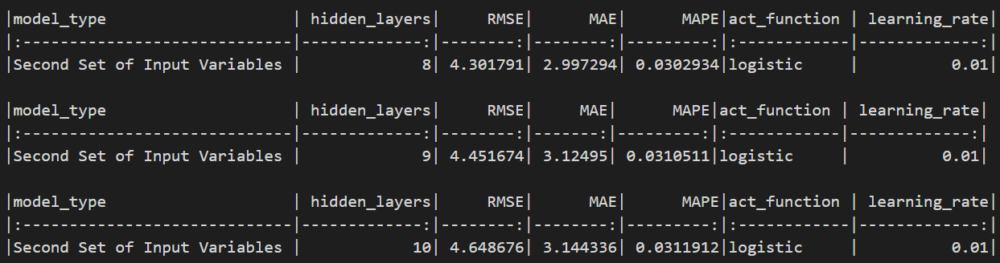 |model_type                    | hidden_layers|     RMSE|      MAE|      MAPE|act_function | learning_rate|
|:-----------------------------|-------------:|--------:|--------:|---------:|:------------|-------------:|
|Second Set of Input Variables |             8| 4.301791| 2.997294| 0.0302934|logistic     |          0.01|
|model_type                    | hidden_layers|     RMSE|     MAE|      MAPE|act_function | learning_rate|
|:-----------------------------|-------------:|--------:|-------:|---------:|:------------|-------------:|
|Second Set of Input Variables |             9| 4.451674| 3.12495| 0.0310511|logistic     |          0.01|
|model_type                    | hidden_layers|     RMSE|      MAE|      MAPE|act_function | learning_rate|
|:-----------------------------|-------------:|--------:|--------:|---------:|:------------|-------------:|
|Second Set of Input Variables |            10| 4.648676| 3.144336| 0.0311912|logistic     |          0.01|